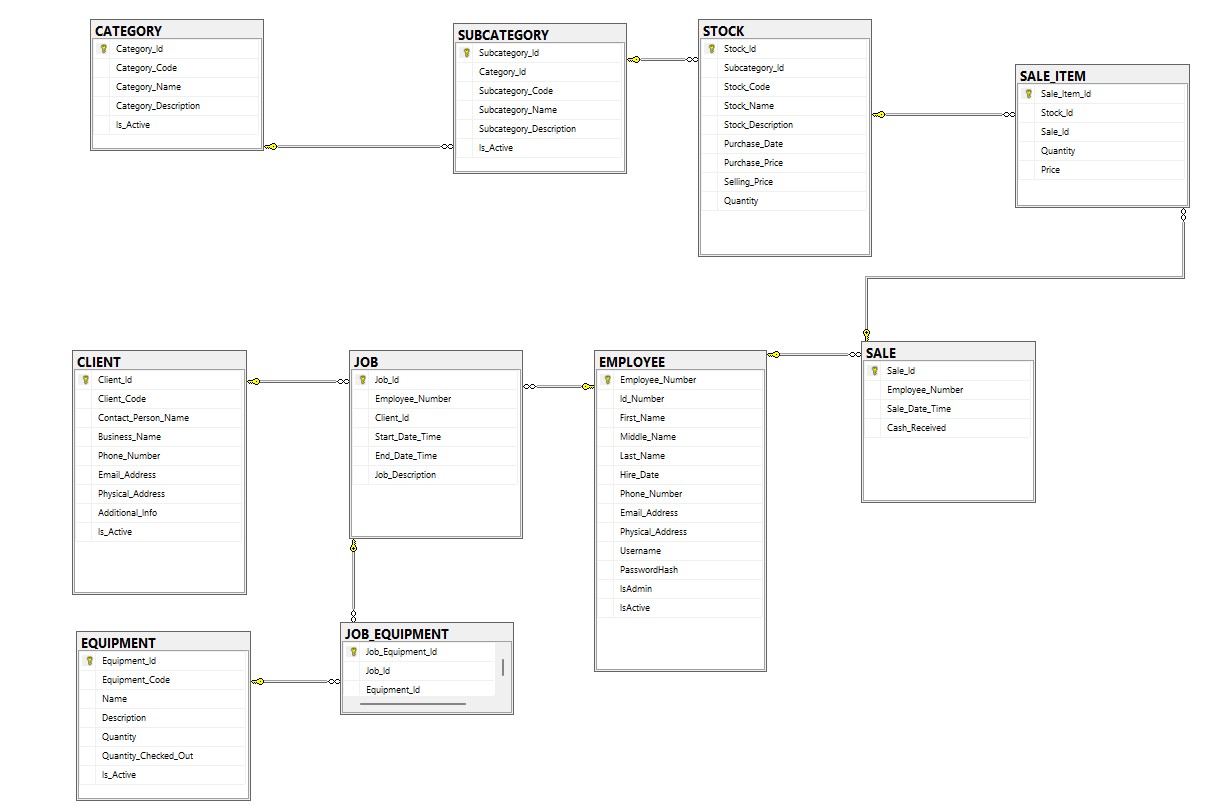 CATEGORY
Category_Id
Category_Code
Category_Name
Category_Description
Is_Active
SUBCATEGORY
Subcategory_Id
Category_Id
Subcategory_Code
Subcategory_Name
Subcategory_Description
Is_Active
STOCK
Stock_Id
Subcategory_Id
Stock_Code
Stock_Name
Stock_Description
Purchase_Date
Purchase_Price
Selling_Price
Quantity
SALE_ITEM
Sale_Item_Id
Stock_Id
Sale_Id
Quantity
Price
CLIENT
Client_Id
Client_Code
Contact_Person_Name
Business_Name
Phone_Number
Email_Address
Physical_Address
Additional_Info
Is_Active
JOB
Job_Id
Employee_Number
Client_Id
Start_Date_Time
End_Date_Time
Job_Description
EMPLOYEE
Employee_Number
Id_Number
First_Name
Middle_Name
Last_Name
Hire_Date
Phone_Number
Email_Address
Physical_Address
Username
PasswordHash
IsAdmin
IsActive
SALE
Sale_Id
Employee_Number
Sale_Date_Time
Cash_Received
EQUIPMENT
Equipment_Id
Equipment_Code
Name
Description
Quantity
Quantity_Checked_Out
Is_Active
JOB_EQUIPMENT
Job_Equipment_Id
Job_Id
Equipment_Id